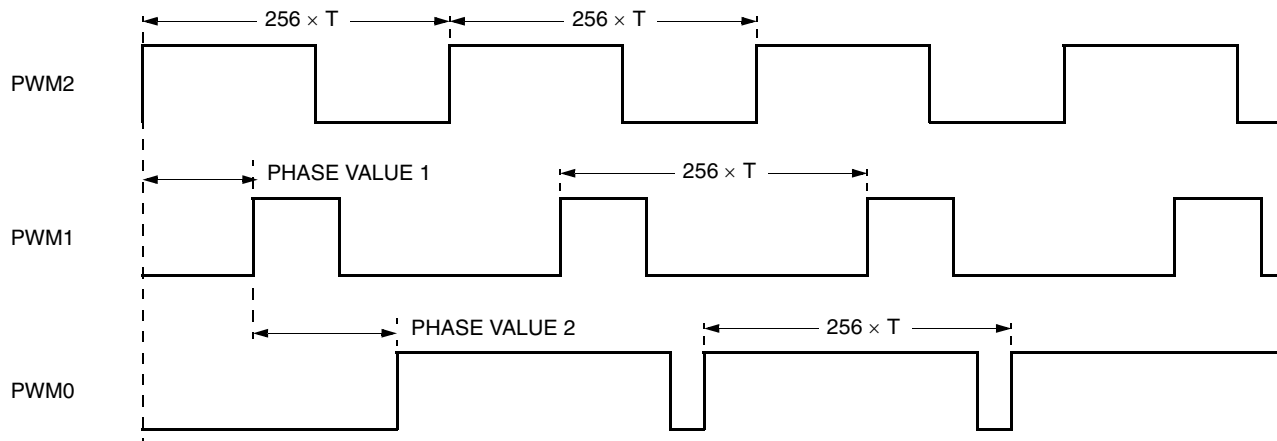 256 × T
256 × T
PWM2
PHASE VALUE 1
256 × T
PWM1
PHASE VALUE 2
256 × T
PWM0